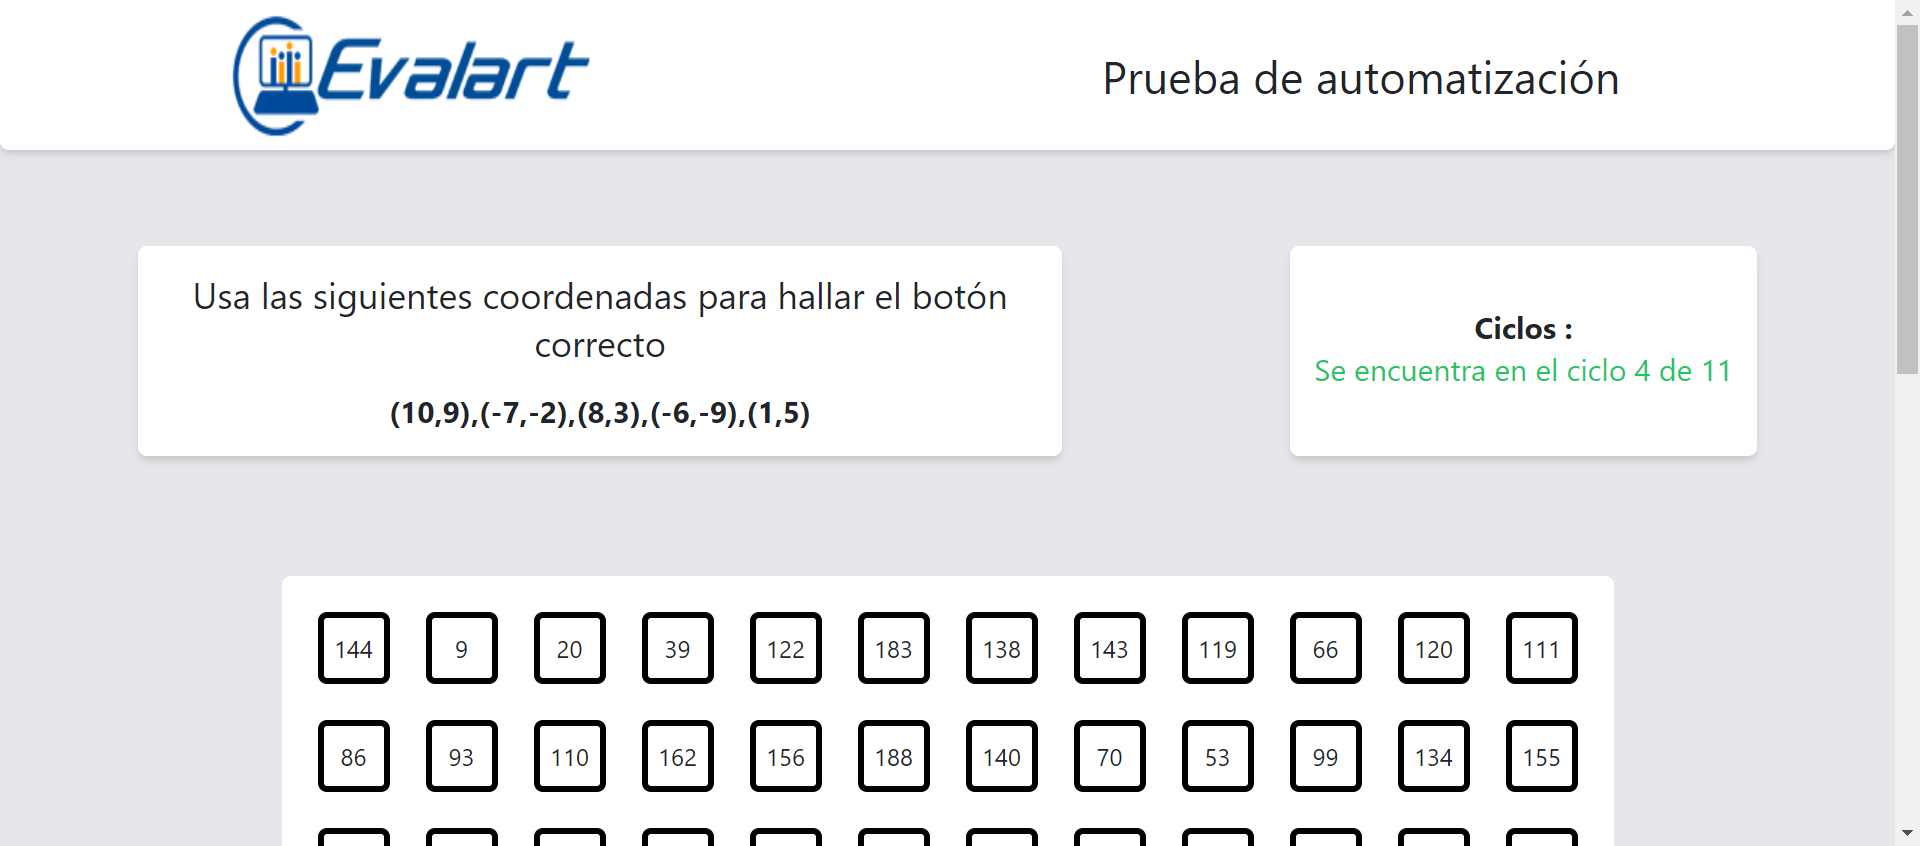 Evalart
Prueba de automatización
Usa las siguientes coordenadas para hallar el botón
correcto
(10,9),(-7,-2),(8,3),(-6,-9),(1,5)
Ciclos :
Se encuentra en el ciclo 4 de 11
144 9 20 39 122 183 138 143 119 66 120 111
86 93 110 162 156 188 140 70 53 99 134 155